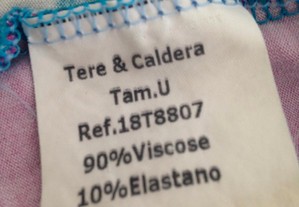 Tere & Caldera
Tam.U
Ref.18T8807
90%Viscose
10%Elastano